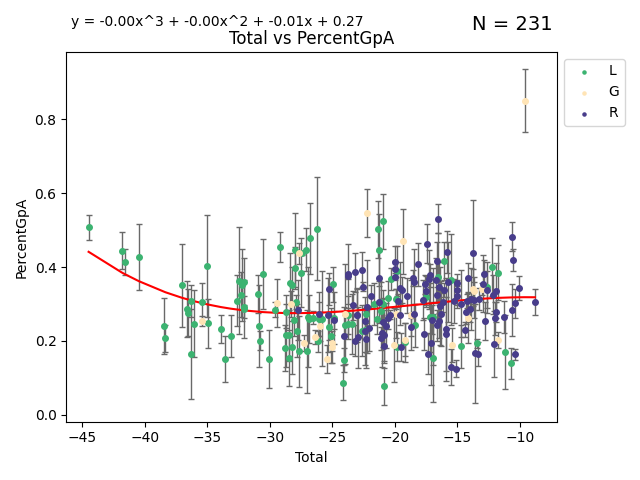 y = -0.00x^3 + -0.00x^2 + -0.01x + 0.27
N = 231
Total vs PercentGpA
L
G
R
PercentGpA
0.8
0.6
0.4
0.2
0.0
−45 −40 −35 −30 −25 −20 −15 −10
Total